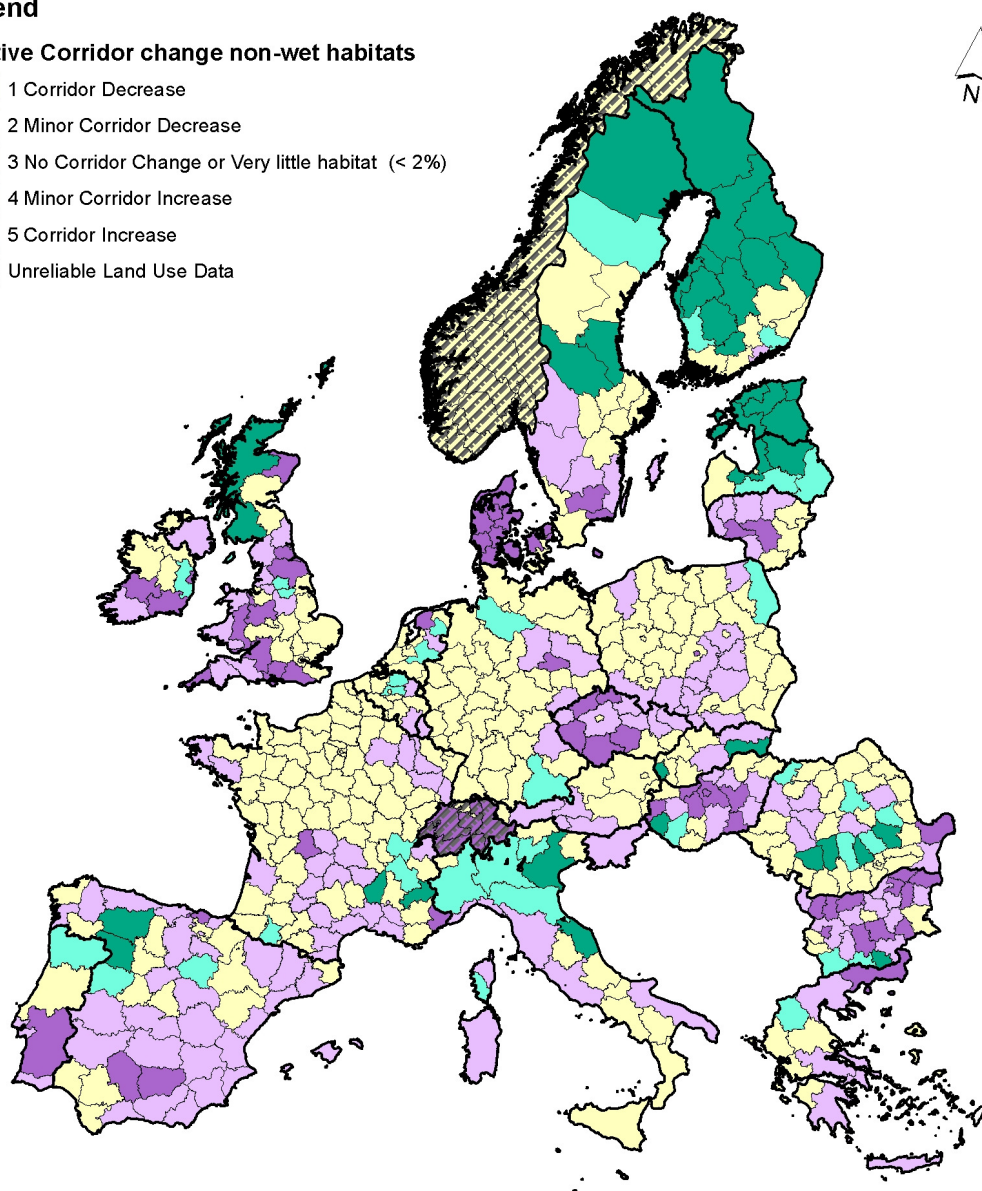 end
tive Corridor change non-wet habitats
1 Corridor Decrease
2 Minor Corridor Decrease
3 No Corridor Change or Very little habitat (< 2%)
4 Minor Corridor Increase
5 Corridor Increase
Unreliable Land Use Data
N